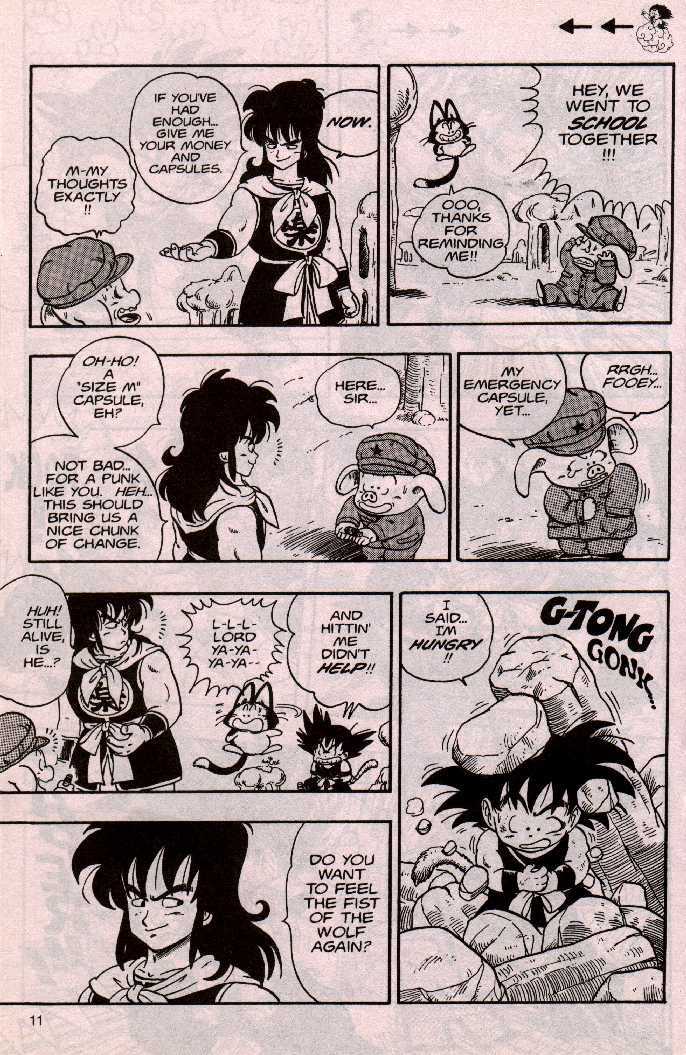 HEY, WE
WENT TO
SCHOOL
TOGETHER
!!!
OOO,
THANKS
FOR
REMINDING
ME!!
NOW.
IF YOU'VE
HAD
ENOUGH...
GIVE ME
YOUR MONEY
AND
CAPSULES.
樂
M-MY
THOUGHTS
EXACTLY
!!
RRGH...
FOOEY...
MY
EMERGENCY
CAPSULE,
YET...
HERE...
SIR...
OH-HO!
A
"SIZE M"
CAPSULE,
EH?
NOT BAD...
FOR A PUNK
LIKE YOU. HEH...
THIS SHOULD
BRING US A
NICE CHUNK
OF CHANGE.
G-TONG
GONK...
I
SAID...
I'M
HUNGRY
!!
AND
HITTIN'
ME
DIDN'T
HELP!!
L-L-L-
LORD
YA-YA-
YA-YA--
樂
HUH!
STILL
ALIVE,
IS
HE...?
DO YOU
WANT
TO FEEL
THE FIST
OF THE
WOLF
AGAIN?
11